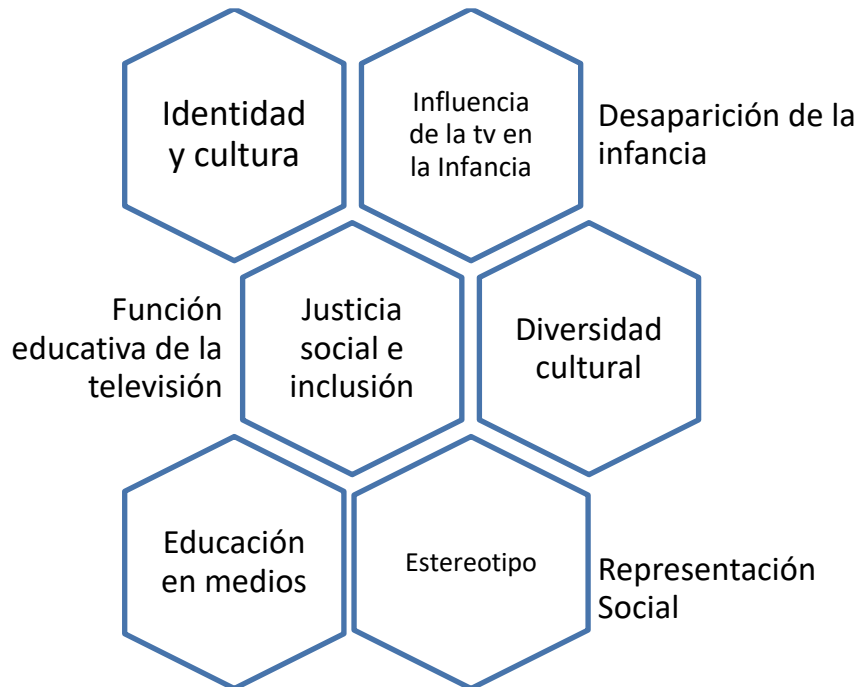 Identidad
y cultura
Influencia
de la tv en
la Infancia
Desaparición de la
infancia
Función
educativa de la
televisión
Justicia
social e
inclusión
Diversidad
cultural
Educación
en medios
Estereotipo
Representación
Social